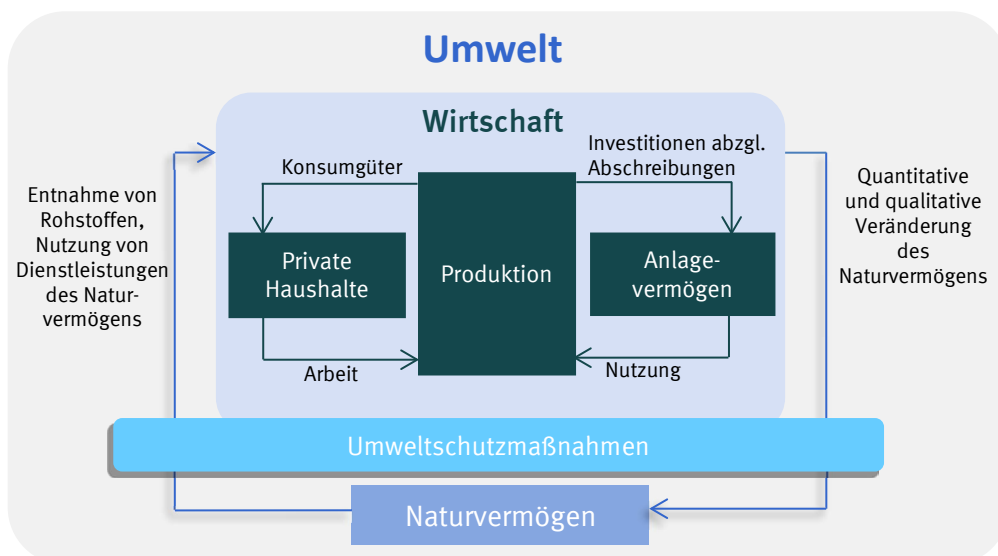 Umwelt
Wirtschaft
Investitionen abzgl.
Abschreibungen
Konsumgüter
Entnahme von
Rohstoffen,
Nutzung von
Dienstleistungen
des Natur-
vermögens
Private
Haushalte
Produktion
Anlage-
vermögen
Quantitative
und qualitative
Veränderung
des
Naturvermögens
Arbeit
Nutzung
Umweltschutzmaßnahmen
Naturvermögen